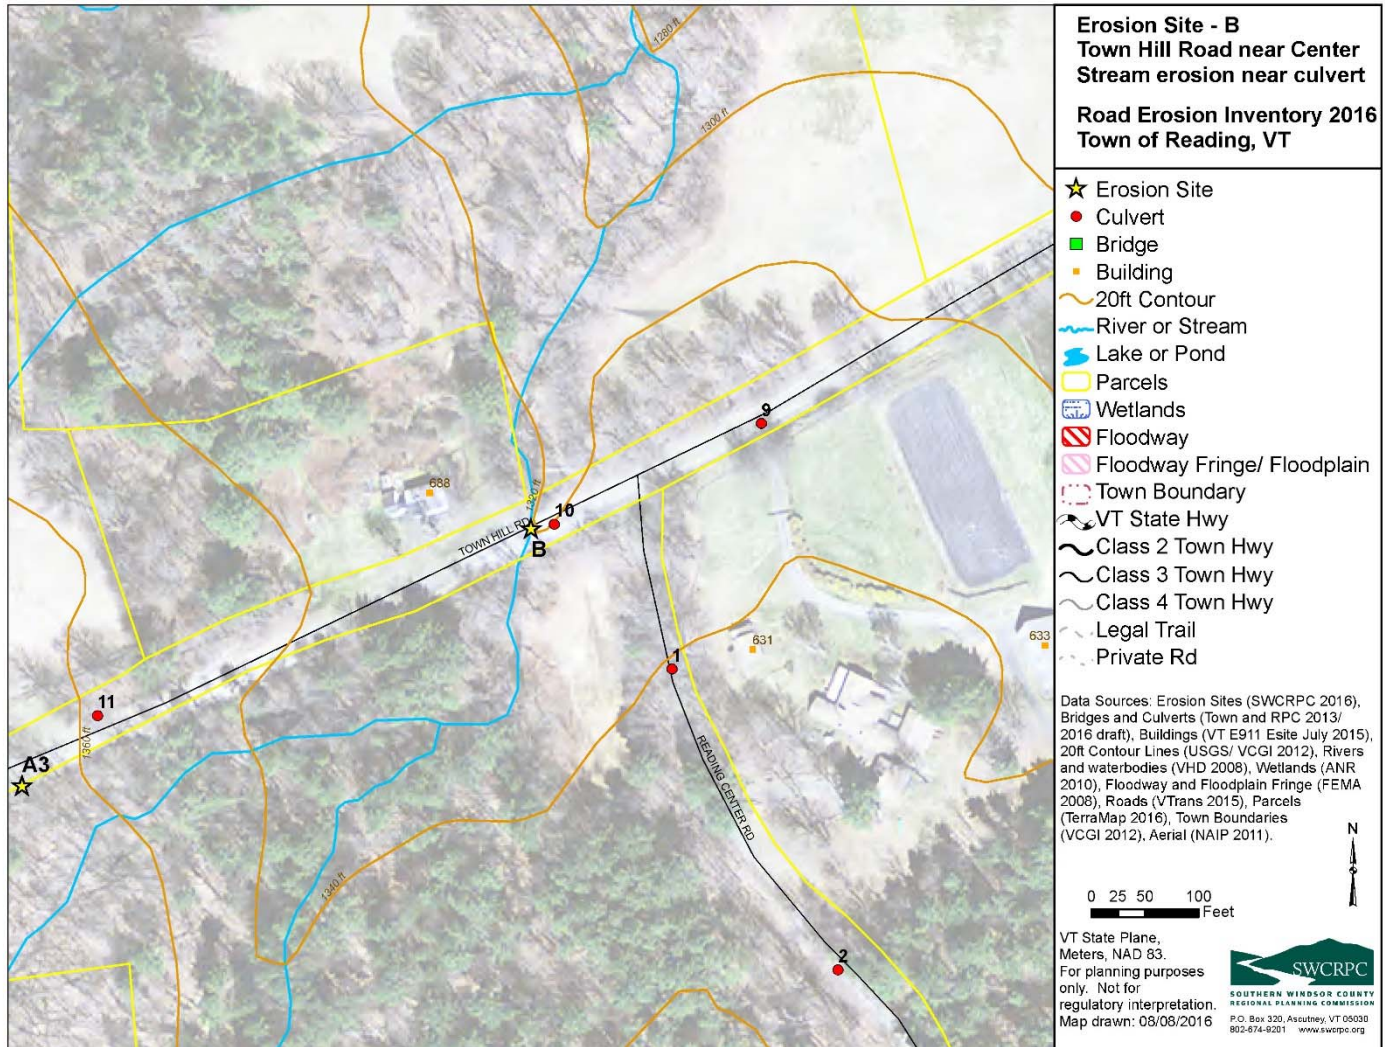 Erosion Site - B
Town Hill Road near Center
Stream erosion near culvert
Road Erosion Inventory 2016
Town of Reading, VT
Erosion Site
Culvert
Bridge
Building
20ft Contour
River or Stream
Lake or Pond
Parcels
Wetlands
Floodway
Floodway Fringe/ Floodplain
Town Boundary
VT State Hwy
Class 2 Town Hwy
Class 3 Town Hwy
Class 4 Town Hwy
Legal Trail
Private Rd
Data Sources: Erosion Sites (SWCRPC 2016),
Bridges and Culverts (Town and RPC 2013/
2016 draft), Buildings (VT E911 Esite July 2015),
20ft Contour Lines (USGS/ VCGI 2012), Rivers
and waterbodies (VHD 2008), Wetlands (ANR
2010), Floodway and Floodplain Fringe (FEMA
2008), Roads (VTrans 2015), Parcels
(TerraMap 2016), Town Boundaries
(VCGI 2012), Aerial (NAIP 2011).
N
0 25 50 100
Feet
VT State Plane,
Meters, NAD 83.
For planning purposes
only. Not for
regulatory interpretation.
Map drawn: 08/08/2016
SWCRPC
SOUTHERN WINDSOR COUNTY
REGIONAL PLANNING COMMISSION
P.O. Box 320, Ascutney, VT 05030
802-674-9201 www.swcrpc.org
1280 ft
1300 ft
9
688
1320 ft
10
TOWN HILL RD
B
631
633
1
11
1360 ft
A3
READING CENTER RD
1340 ft
2